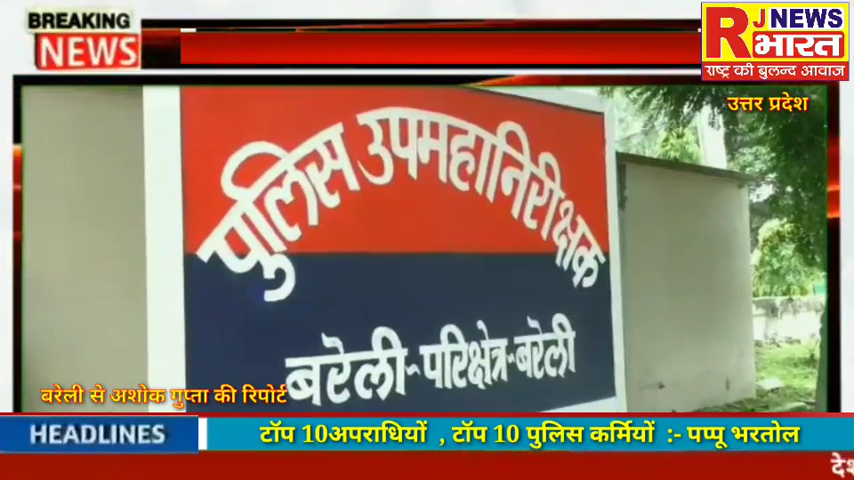 BREAKING
NEWS
RJ NEWS
भारत
राष्ट्र की बुलन्द आवाज
उत्तर प्रदेश
पुलिस उपमहानिरीक्षक
बरेली-परिक्षेत्र-बरेली
बरेली से अशोक गुप्ता की रिपोर्ट
HEADLINES
टॉप 10अपराधियों , टॉप 10 पुलिस कर्मियों :- पप्पू भरतोल